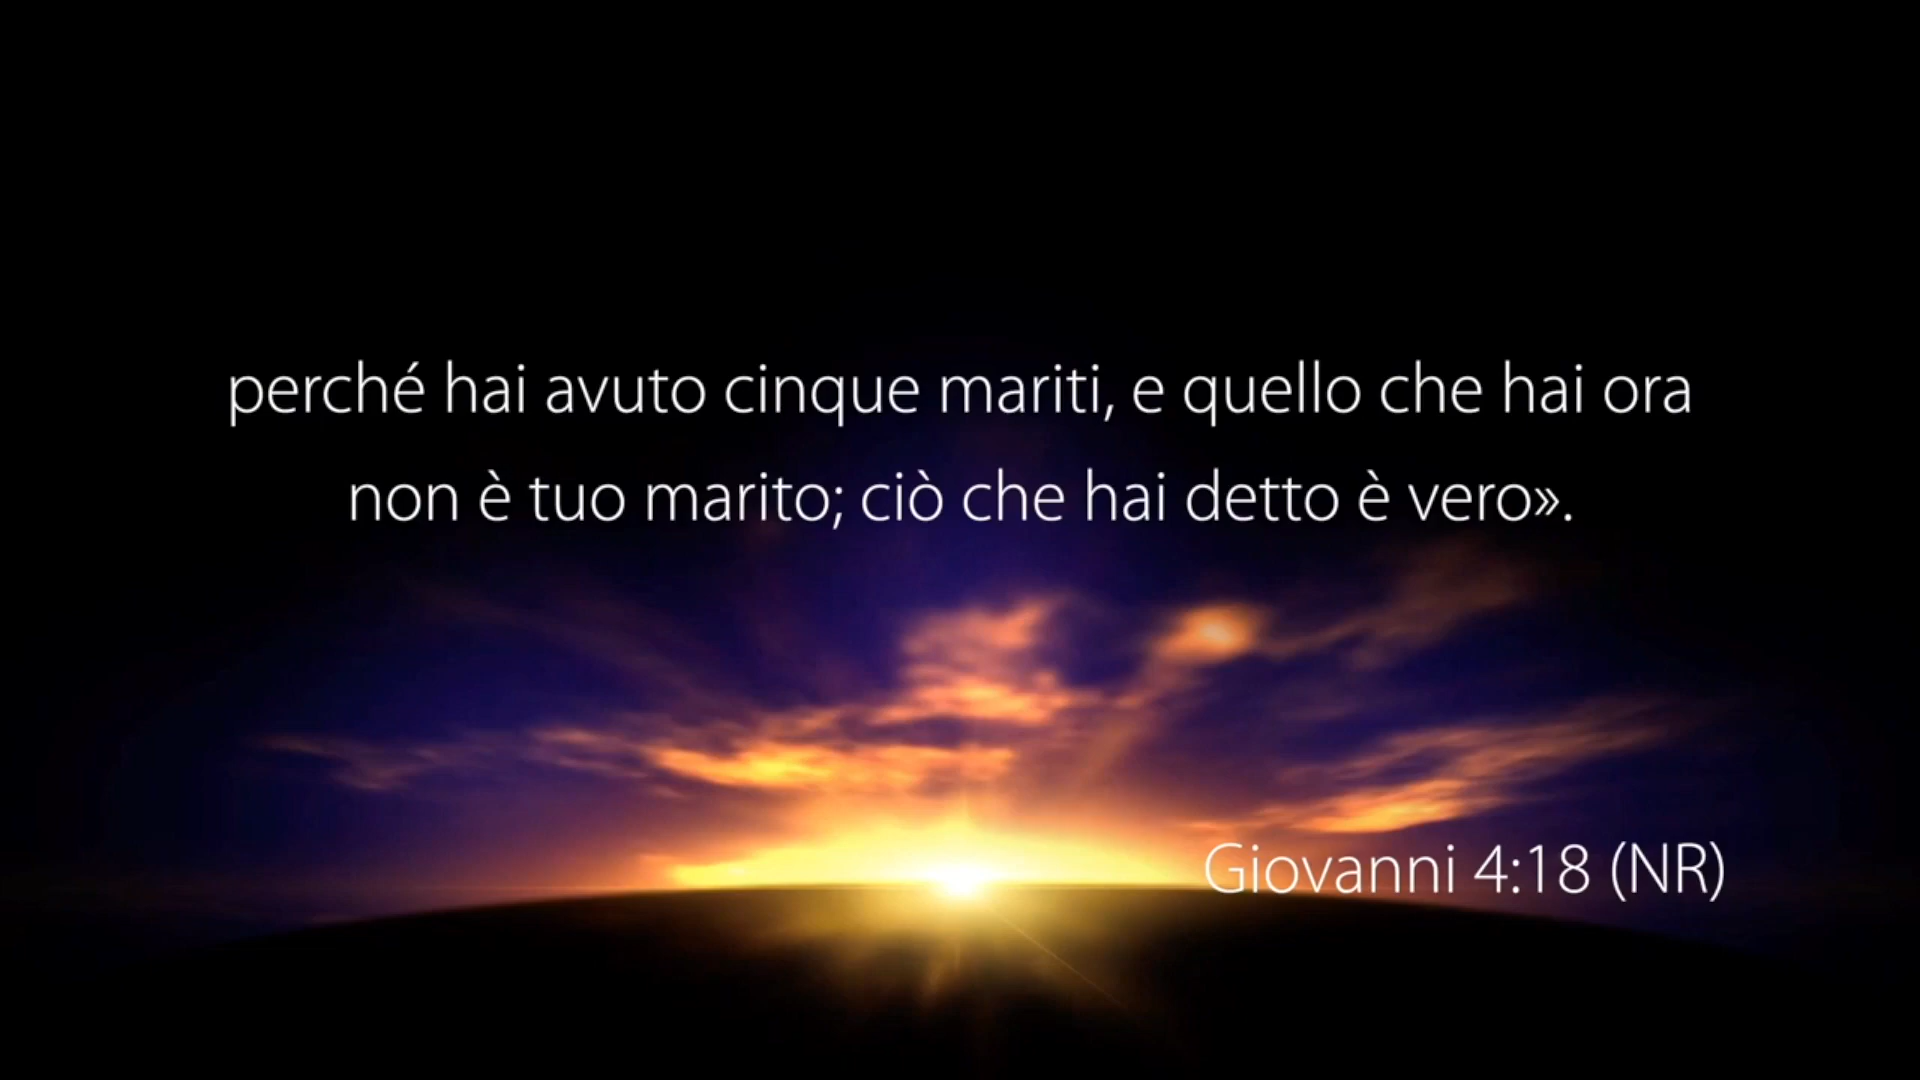 perché hai avuto cinque mariti, e quello che hai ora
non è tuo marito; ciò che hai detto è vero».
Giovanni 4:18 (NR)